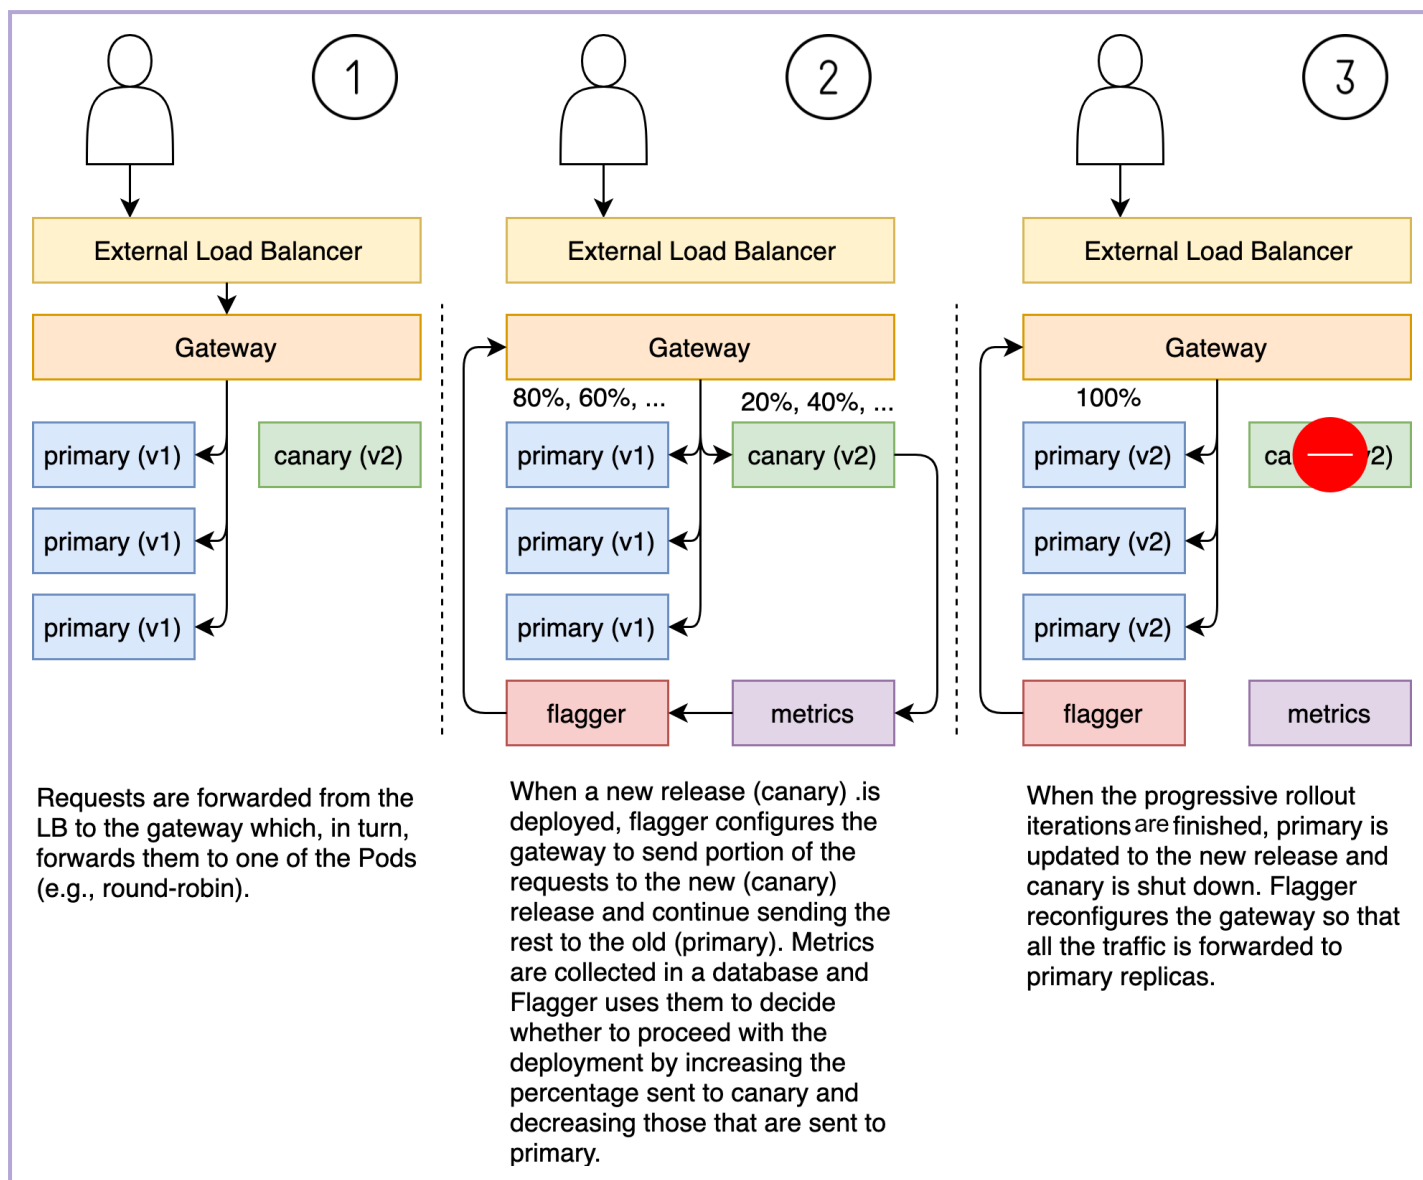 1
External Load Balancer
Gateway
primary (v1)
canary (v2)
primary (v1)
primary (v1)
Requests are forwarded from the
LB to the gateway which, in turn,
forwards them to one of the Pods
(e.g., round-robin).
2
External Load Balancer
Gateway
80%, 60%, ...
20%, 40%, ...
primary (v1)
canary (v2)
primary (v1)
primary (v1)
flagger
metrics
When a new release (canary) .is
deployed, flagger configures the
gateway to send portion of the
requests to the new (canary)
release and continue sending the
rest to the old (primary). Metrics
are collected in a database and
Flagger uses them to decide
whether to proceed with the
deployment by increasing the
percentage sent to canary and
decreasing those that are sent to
primary.
3
External Load Balancer
Gateway
100%
primary (v2)
ca v2)
primary (v2)
primary (v2)
flagger
metrics
When the progressive rollout
iterations are finished, primary is
updated to the new release and
canary is shut down. Flagger
reconfigures the gateway so that
all the traffic is forwarded to
primary replicas.